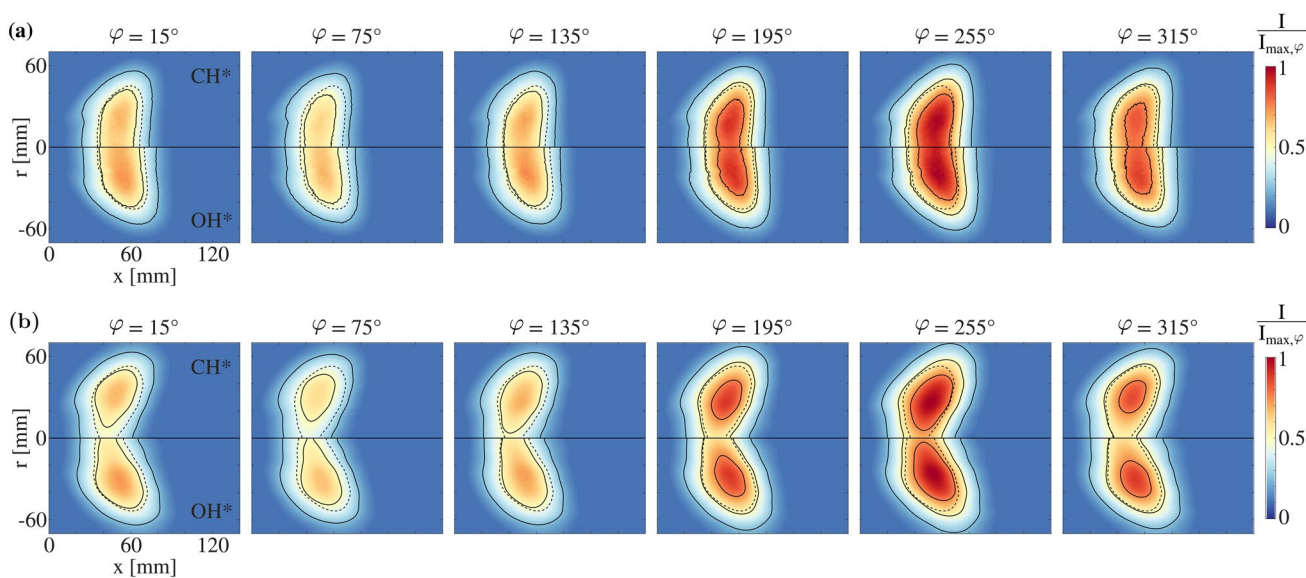 (a)
φ = 15° φ = 75° φ = 135° φ = 195° φ = 255° φ = 315°
I
I max,φ
60
CH*
1
r [mm]
0
0.5
-60
OH*
0
0 60 120
x [mm]
(b)
φ = 15° φ = 75° φ = 135° φ = 195° φ = 255° φ = 315°
I
I max,φ
60
CH*
1
r [mm]
0
0.5
-60
OH*
0
0 60 120
x [mm]